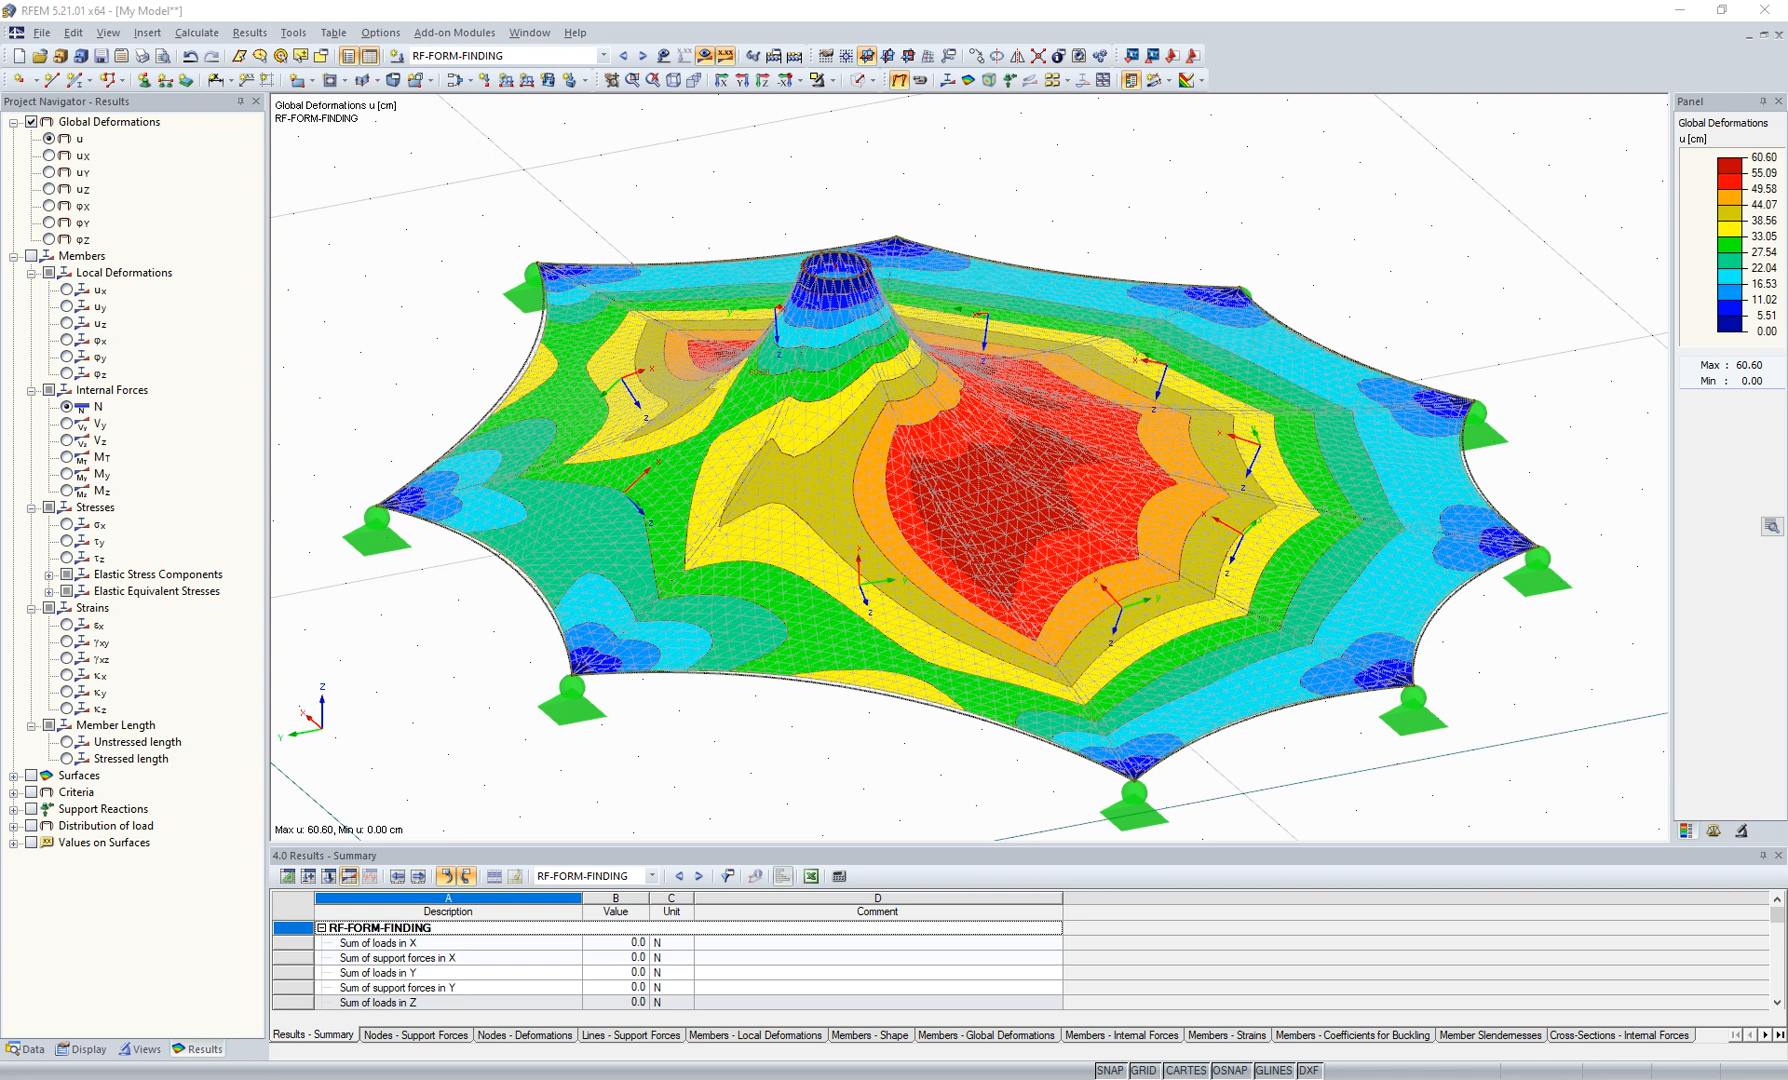 RFEM 5.21.01 x64 - [My Model**]
File Edit View Insert Calculate Results Tools Table Options Add-on Modules Window Help
RF-FORM-FINDING
Project Navigator - Results
Global Deformations
u
uX
uY
uZ
φX
φY
φZ
Members
Local Deformations
ux
uy
uz
φx
φy
φz
Internal Forces
N
Vy
Vz
MT
My
Mz
Stresses
σx
τy
τz
Elastic Stress Components
Elastic Equivalent Stresses
Strains
εx
γxy
γxz
κx
κy
κz
Member Length
Unstressed length
Stressed length
Surfaces
Criteria
Support Reactions
Distribution of load
Values on Surfaces
Data Display Views Results
Global Deformations u [cm]
RF-FORM-FINDING
Z
X
Y
Max u: 60.60, Min u: 0.00 cm
Panel
Global Deformations
u [cm]
60.60
55.09
49.58
44.07
38.56
33.05
27.54
22.04
16.53
11.02
5.51
0.00
Max : 60.60
Min : 0.00
4.0 Results - Summary
RF-FORM-FINDING
A B C D
Description Value Unit Comment
RF-FORM-FINDING
Sum of loads in X 0.0 N
Sum of support forces in X 0.0 N
Sum of loads in Y 0.0 N
Sum of support forces in Y 0.0 N
Sum of loads in Z 0.0 N
Results - Summary Nodes - Support Forces Nodes - Deformations Lines - Support Forces Members - Local Deformations Members - Shape Members - Global Deformations Members - Internal Forces Members - Strains Members - Coefficients for Buckling Member Slendernesses Cross-Sections - Internal Forces
SNAP GRID CARTES OSNAP GLINES DXF